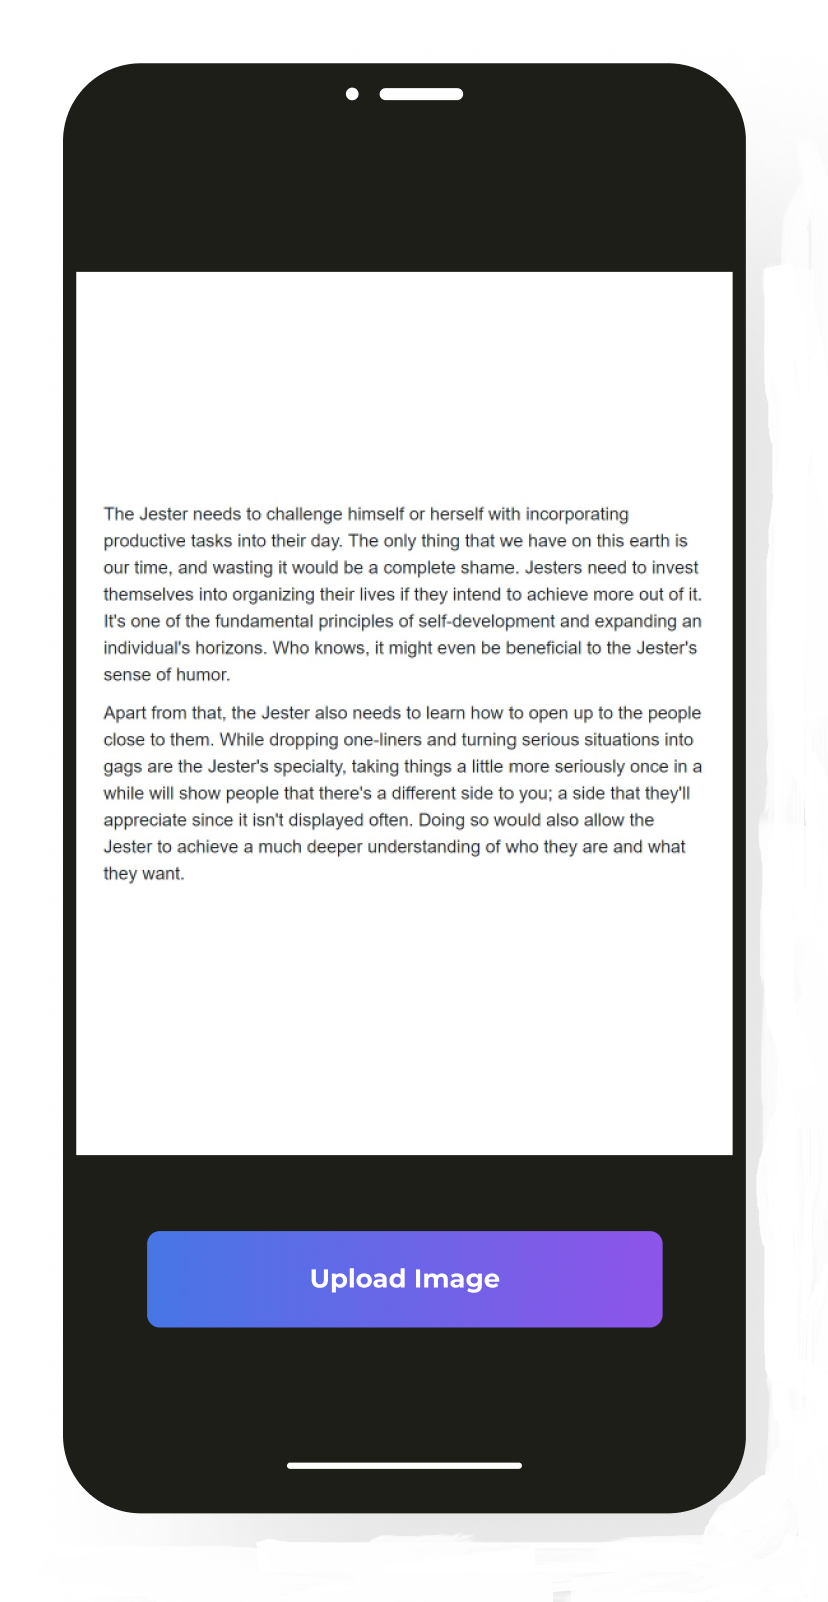 The Jester needs to challenge himself or herself with incorporating
productive tasks into their day. The only thing that we have on this earth is
our time, and wasting it would be a complete shame. Jesters need to invest
themselves into organizing their lives if they intend to achieve more out of it.
It's one of the fundamental principles of self-development and expanding an
individual's horizons. Who knows, it might even be beneficial to the Jester's
sense of humor.
Apart from that, the Jester also needs to learn how to open up to the people
close to them. While dropping one-liners and turning serious situations into
gags are the Jester's specialty, taking things a little more seriously once in a
while will show people that there's a different side to you; a side that they'll
appreciate since it isn't displayed often. Doing so would also allow the
Jester to achieve a much deeper understanding of who they are and what
they want.
Upload Image